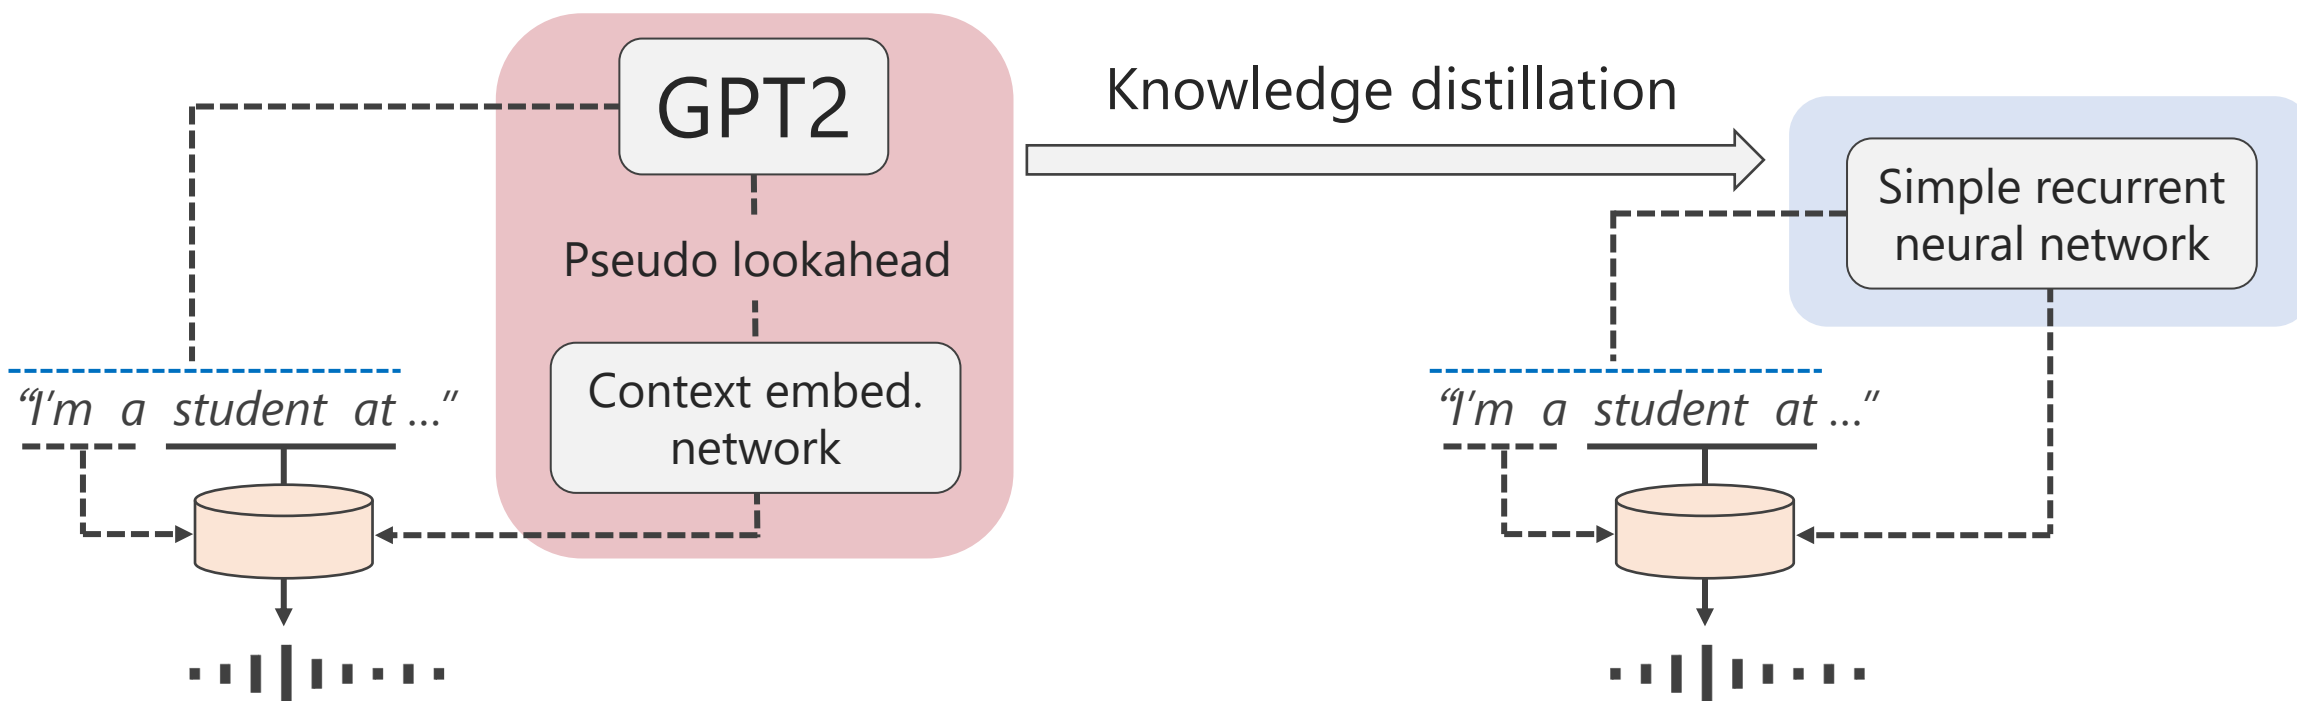 GPT2
Knowledge distillation
Pseudo lookahead
Simple recurrent
neural network
Context embed.
network
“I'm a student at ...”
“I'm a student at ...”